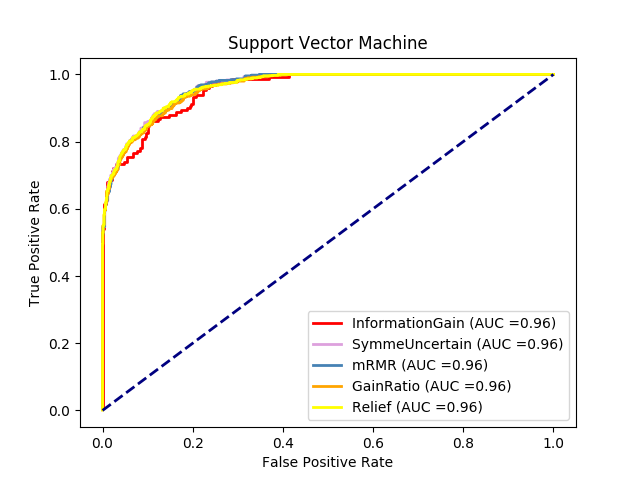 Support Vector Machine
1.0
0.8
0.6
0.4
0.2
0.0
True Positive Rate
InformationGain (AUC =0.96)
SymmeUncertain (AUC =0.96)
mRMR (AUC =0.96)
GainRatio (AUC =0.96)
Relief (AUC =0.96)
0.0 0.2 0.4 0.6 0.8 1.0
False Positive Rate